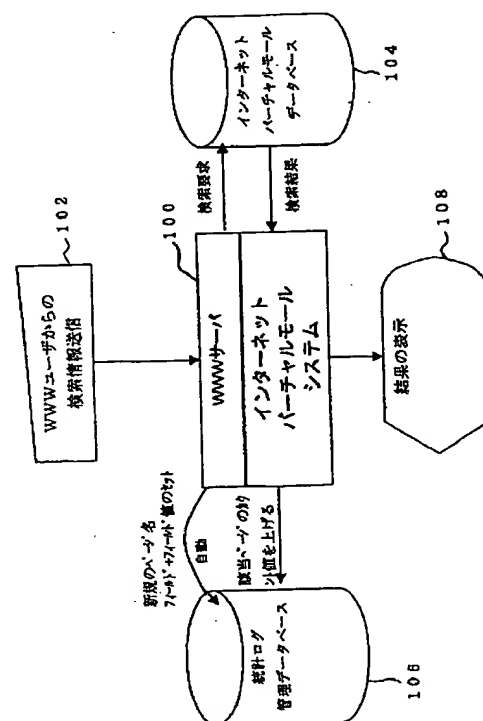 WWWユーザからの
検索情報送信
102
100
WWWサーバ
インターネット
バーチャルモール
システム
検索要求
検索結果
インターネット
バーチャルモール
データベース
104
新規のページ名
フィールド+フィールド値のセット
自動
該当ページのカウ
ント値を上げる
統計ログ
管理データベース
106
結果の表示
108